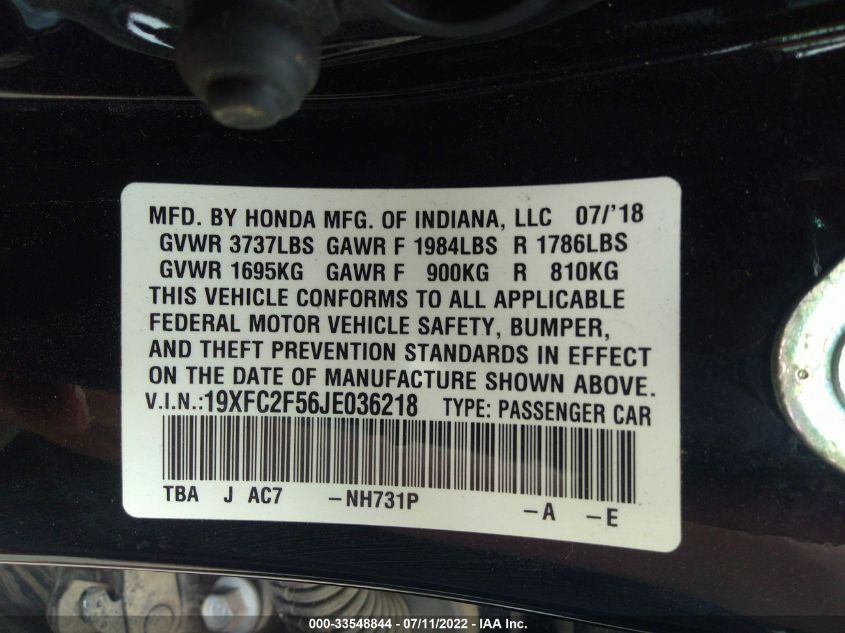 MFD. BY HONDA MFG. OF INDIANA, LLC 07/'18
GVWR 3737LBS GAWR F 1984LBS R 1786LBS
GVWR 1695KG GAWR F 900KG R 810KG
THIS VEHICLE CONFORMS TO ALL APPLICABLE
FEDERAL MOTOR VEHICLE SAFETY, BUMPER,
AND THEFT PREVENTION STANDARDS IN EFFECT
ON THE DATE OF MANUFACTURE SHOWN ABOVE.
V.I.N.:19XFC2F56JE036218 TYPE: PASSENGER CAR
TBA J AC7 -NH731P -A -E
000-33548844 / 07/11/2022 - IAA Inc.